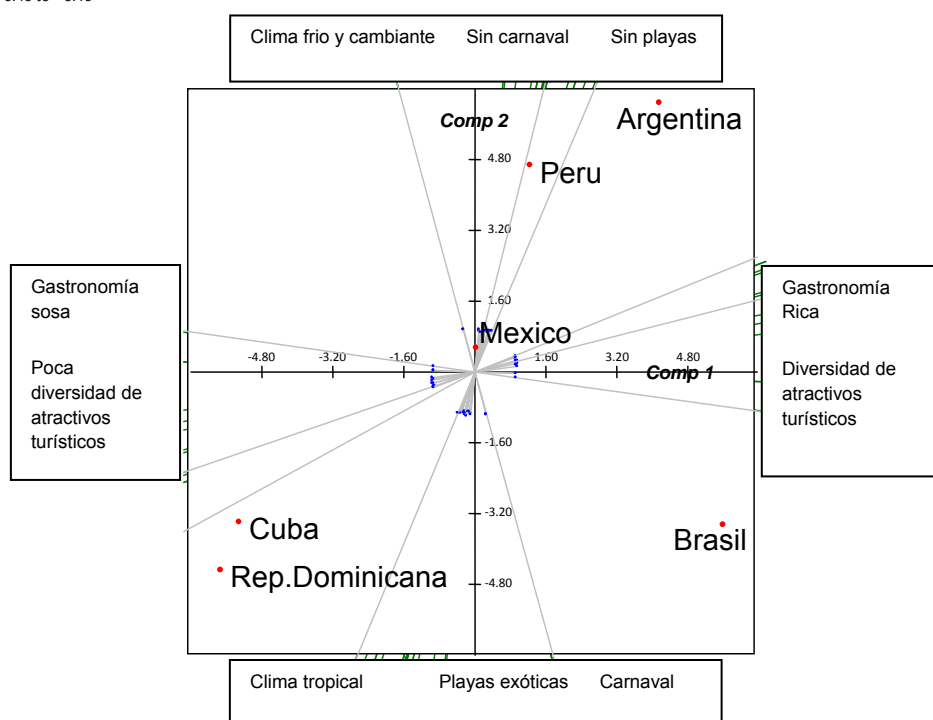 Clima frio y cambiante Sin carnaval Sin playas
Comp 2
Argentina
4.80
Peru
3.20
Gastronomía
sosa
Poca
diversidad de
atractivos
turísticos
1.60
Mexico
Gastronomía
Rica
Diversidad de
atractivos
turísticos
-4.80 -3.20 -1.60 1.60 3.20 4.80
Comp 1
-1.60
-3.20
Cuba
Brasil
Rep.Dominicana
-4.80
Clima tropical Playas exóticas Carnaval